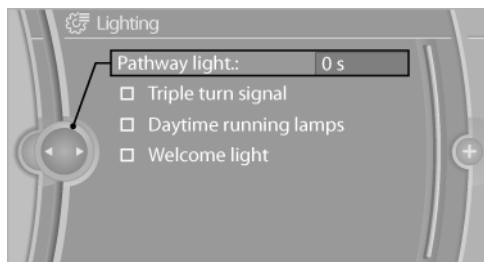 Lighting
Pathway light.: 0 s
Triple turn signal
Daytime running lamps
Welcome light